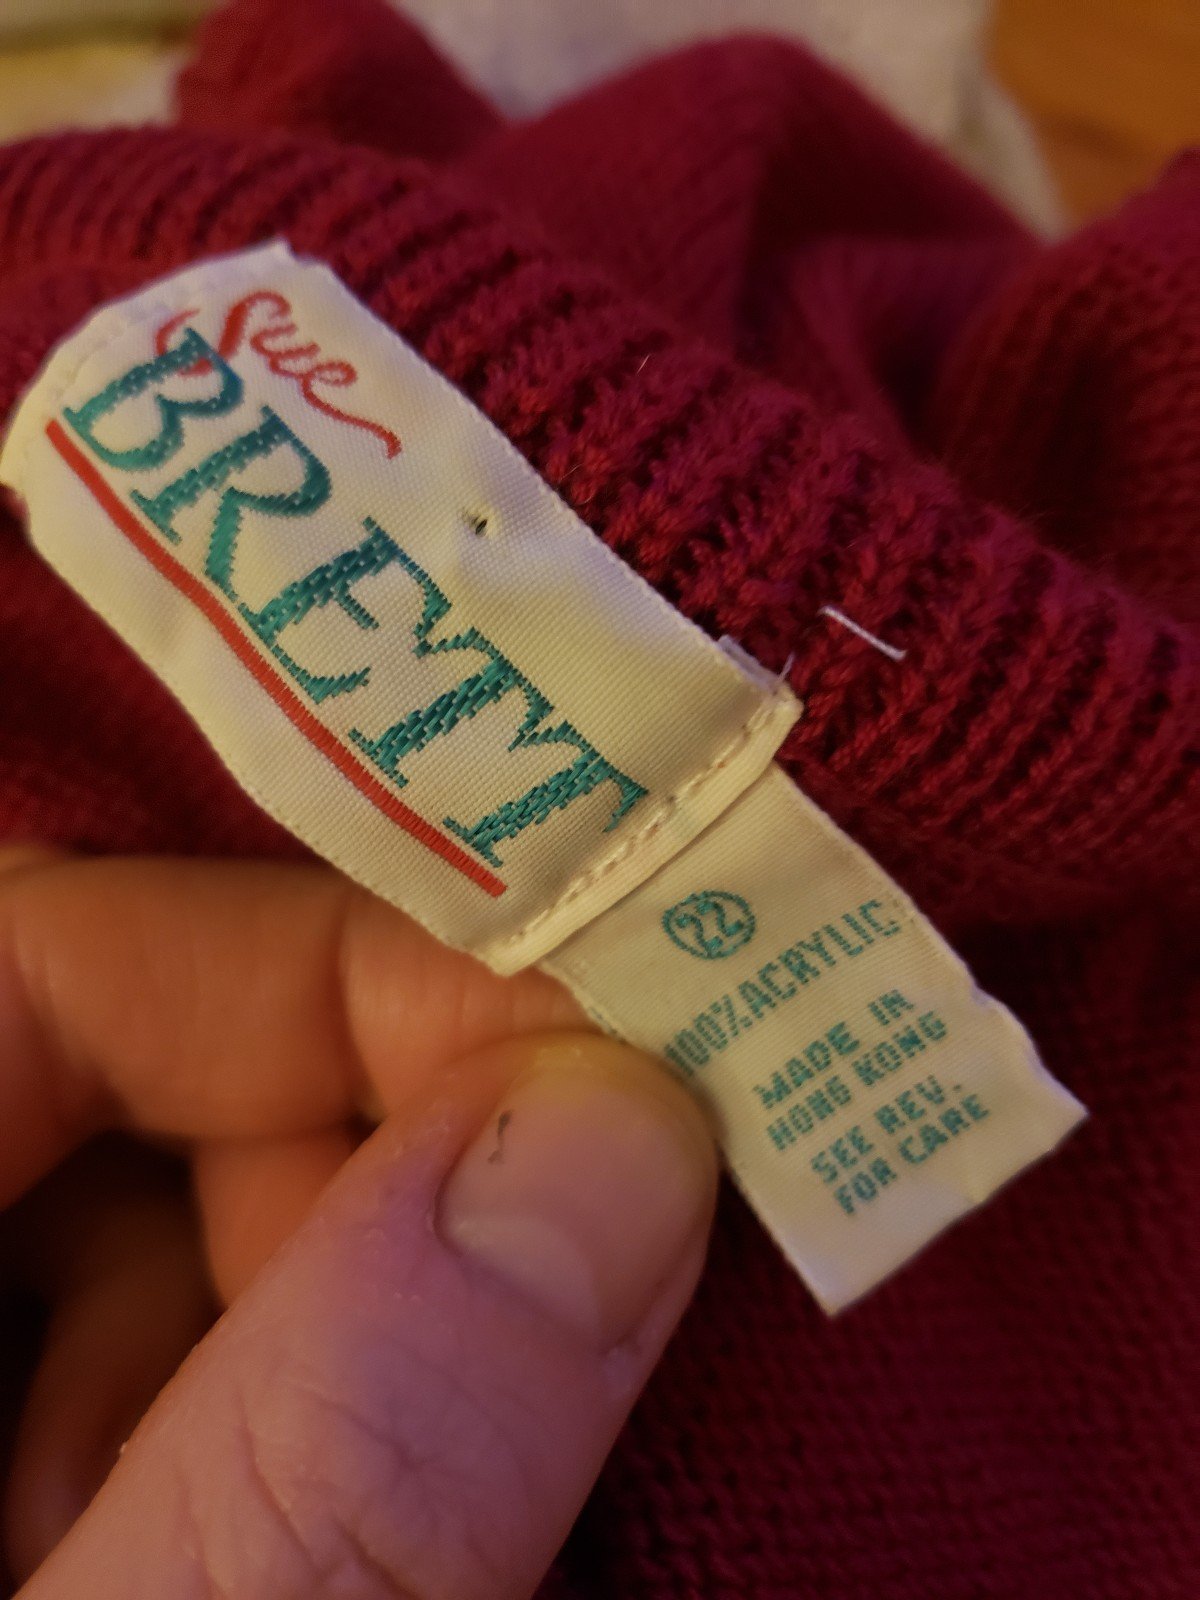 Sue
BRETT
22
100% ACRYLIC
MADE IN
HONG KONG
SEE REV.
FOR CARE